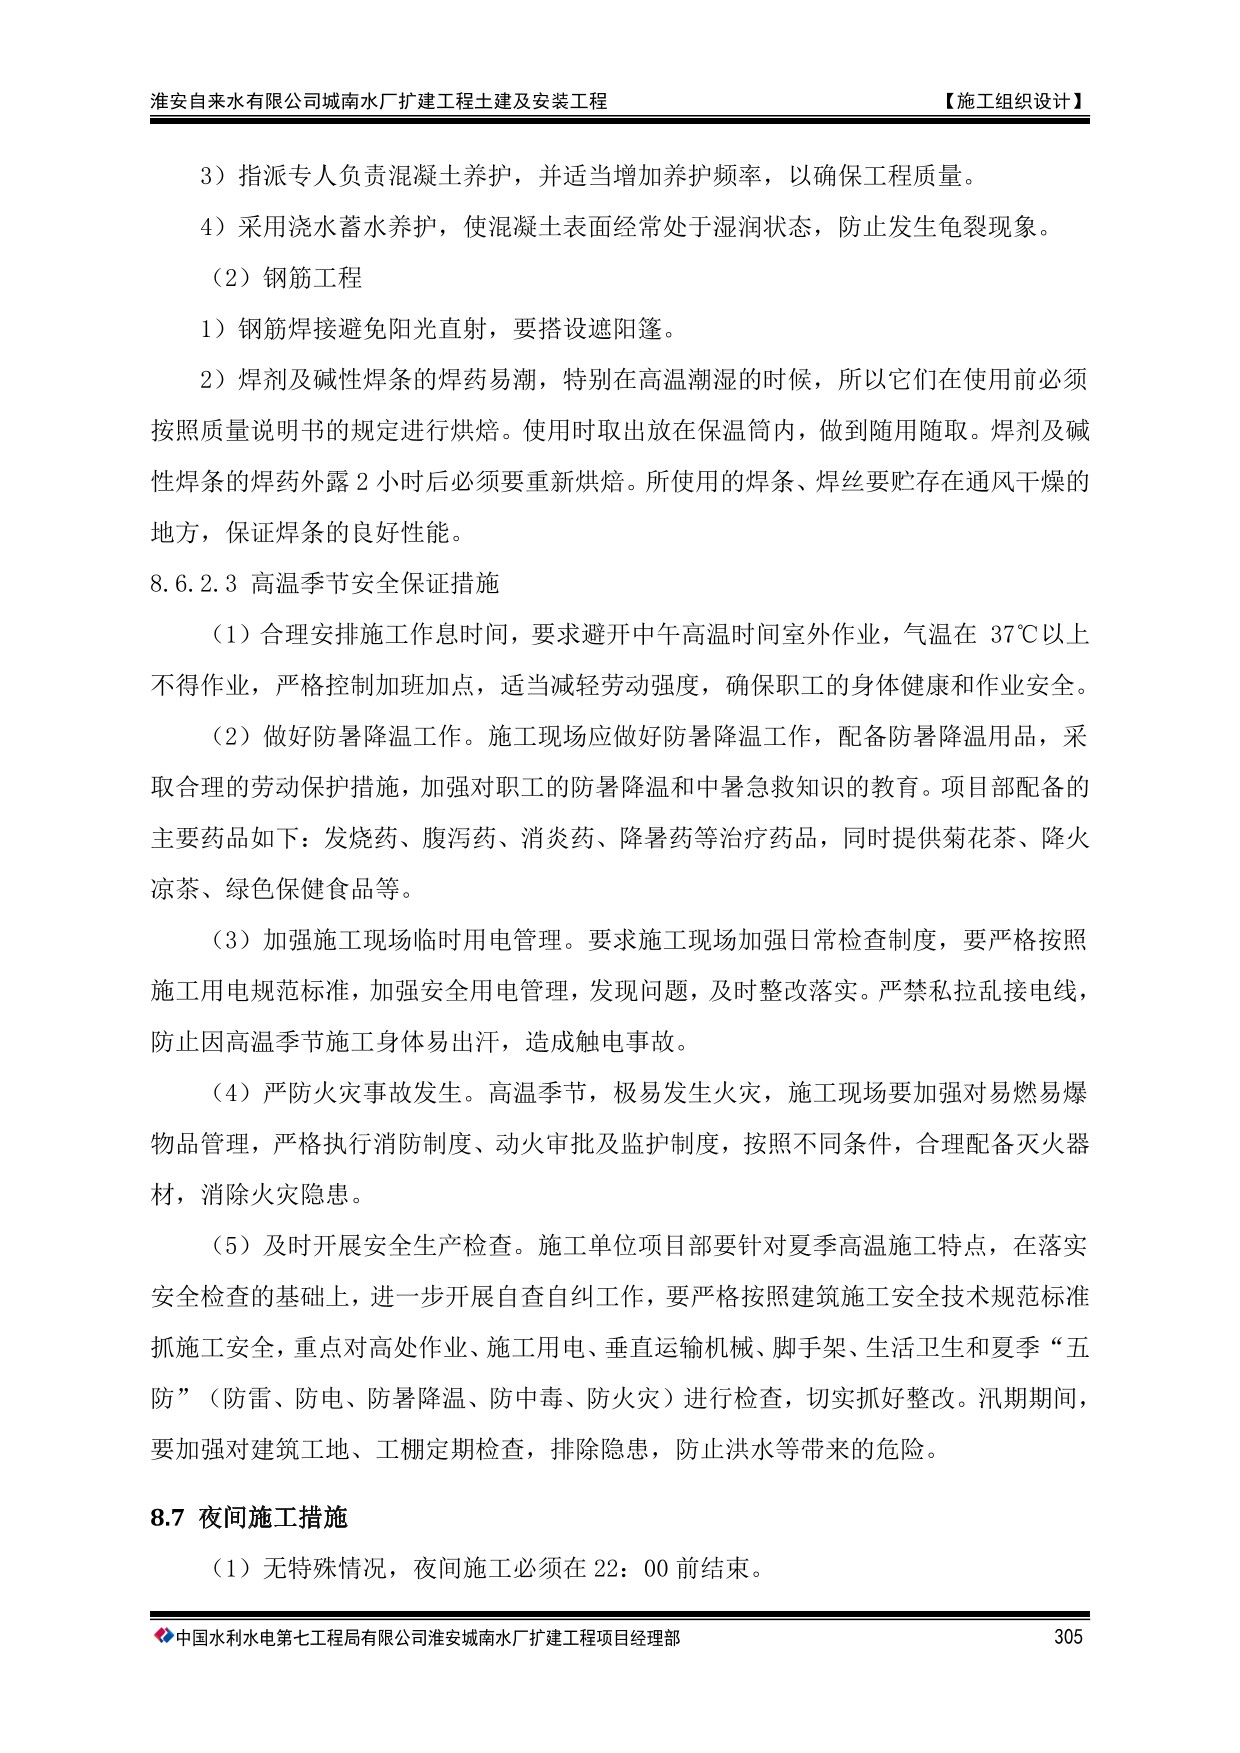 淮安自来水有限公司城南水厂扩建工程土建及安装工程 【施工组织设计】
3）指派专人负责混凝土养护，并适当增加养护频率，以确保工程质量。
4）采用浇水蓄水养护，使混凝土表面经常处于湿润状态，防止发生龟裂现象。
（2）钢筋工程
1）钢筋焊接避免阳光直射，要搭设遮阳篷。
2）焊剂及碱性焊条的焊药易潮，特别在高温潮湿的时候，所以它们在使用前必须
按照质量说明书的规定进行烘焙。使用时取出放在保温筒内，做到随用随取。焊剂及碱
性焊条的焊药外露 2 小时后必须要重新烘焙。所使用的焊条、焊丝要贮存在通风干燥的
地方，保证焊条的良好性能。
8.6.2.3 高温季节安全保证措施
（1）合理安排施工作息时间，要求避开中午高温时间室外作业，气温在 37℃以上
不得作业，严格控制加班加点，适当减轻劳动强度，确保职工的身体健康和作业安全。
（2）做好防暑降温工作。施工现场应做好防暑降温工作，配备防暑降温用品，采
取合理的劳动保护措施，加强对职工的防暑降温和中暑急救知识的教育。项目部配备的
主要药品如下：发烧药、腹泻药、消炎药、降暑药等治疗药品，同时提供菊花茶、降火
凉茶、绿色保健食品等。
（3）加强施工现场临时用电管理。要求施工现场加强日常检查制度，要严格按照
施工用电规范标准，加强安全用电管理，发现问题，及时整改落实。严禁私拉乱接电线，
防止因高温季节施工身体易出汗，造成触电事故。
（4）严防火灾事故发生。高温季节，极易发生火灾，施工现场要加强对易燃易爆
物品管理，严格执行消防制度、动火审批及监护制度，按照不同条件，合理配备灭火器
材，消除火灾隐患。
（5）及时开展安全生产检查。施工单位项目部要针对夏季高温施工特点，在落实
安全检查的基础上，进一步开展自查自纠工作，要严格按照建筑施工安全技术规范标准
抓施工安全，重点对高处作业、施工用电、垂直运输机械、脚手架、生活卫生和夏季“五
防”（防雷、防电、防暑降温、防中毒、防火灾）进行检查，切实抓好整改。汛期期间，
要加强对建筑工地、工棚定期检查，排除隐患，防止洪水等带来的危险。
8.7 夜间施工措施
（1）无特殊情况，夜间施工必须在 22：00 前结束。
中国水利水电第七工程局有限公司淮安城南水厂扩建工程项目经理部 305